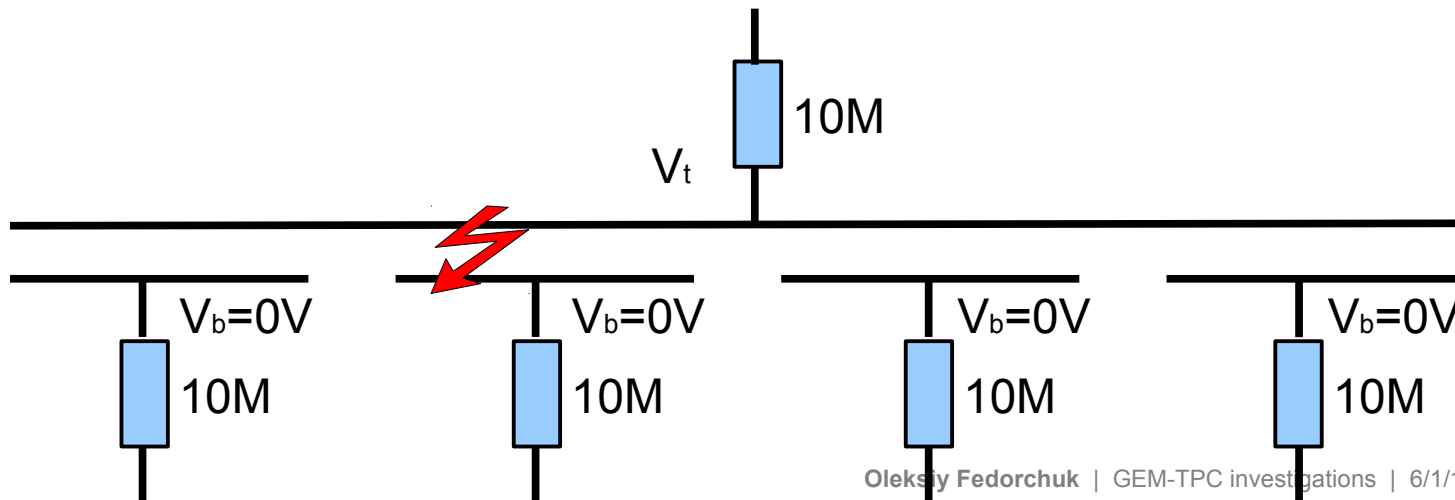 10M
Vt
Vb=0V Vb=0V Vb=0V Vb=0V
10M 10M 10M 10M
Oleksiy Fedorchuk | GEM-TPC investigations |